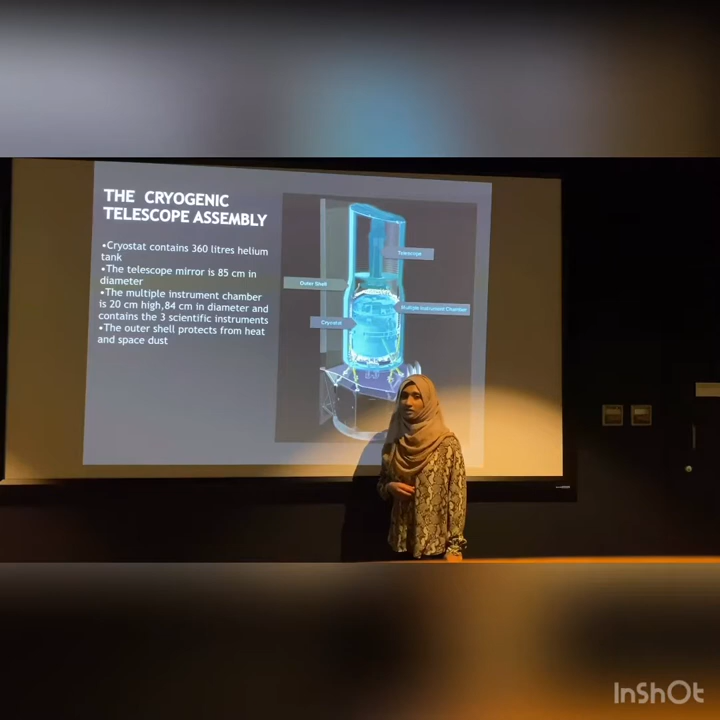 THE CRYOGENIC
TELESCOPE ASSEMBLY
•Cryostat contains 360 litres helium
tank
•The telescope mirror is 85 cm in
diameter
•The multiple instrument chamber
is 20 cm high,84 cm in diameter and
contains the 3 scientific instruments
•The outer shell protects from heat
and space dust
Telescope
Outer Shell
Multiple Instrument Chamber
Cryostat
InShOt